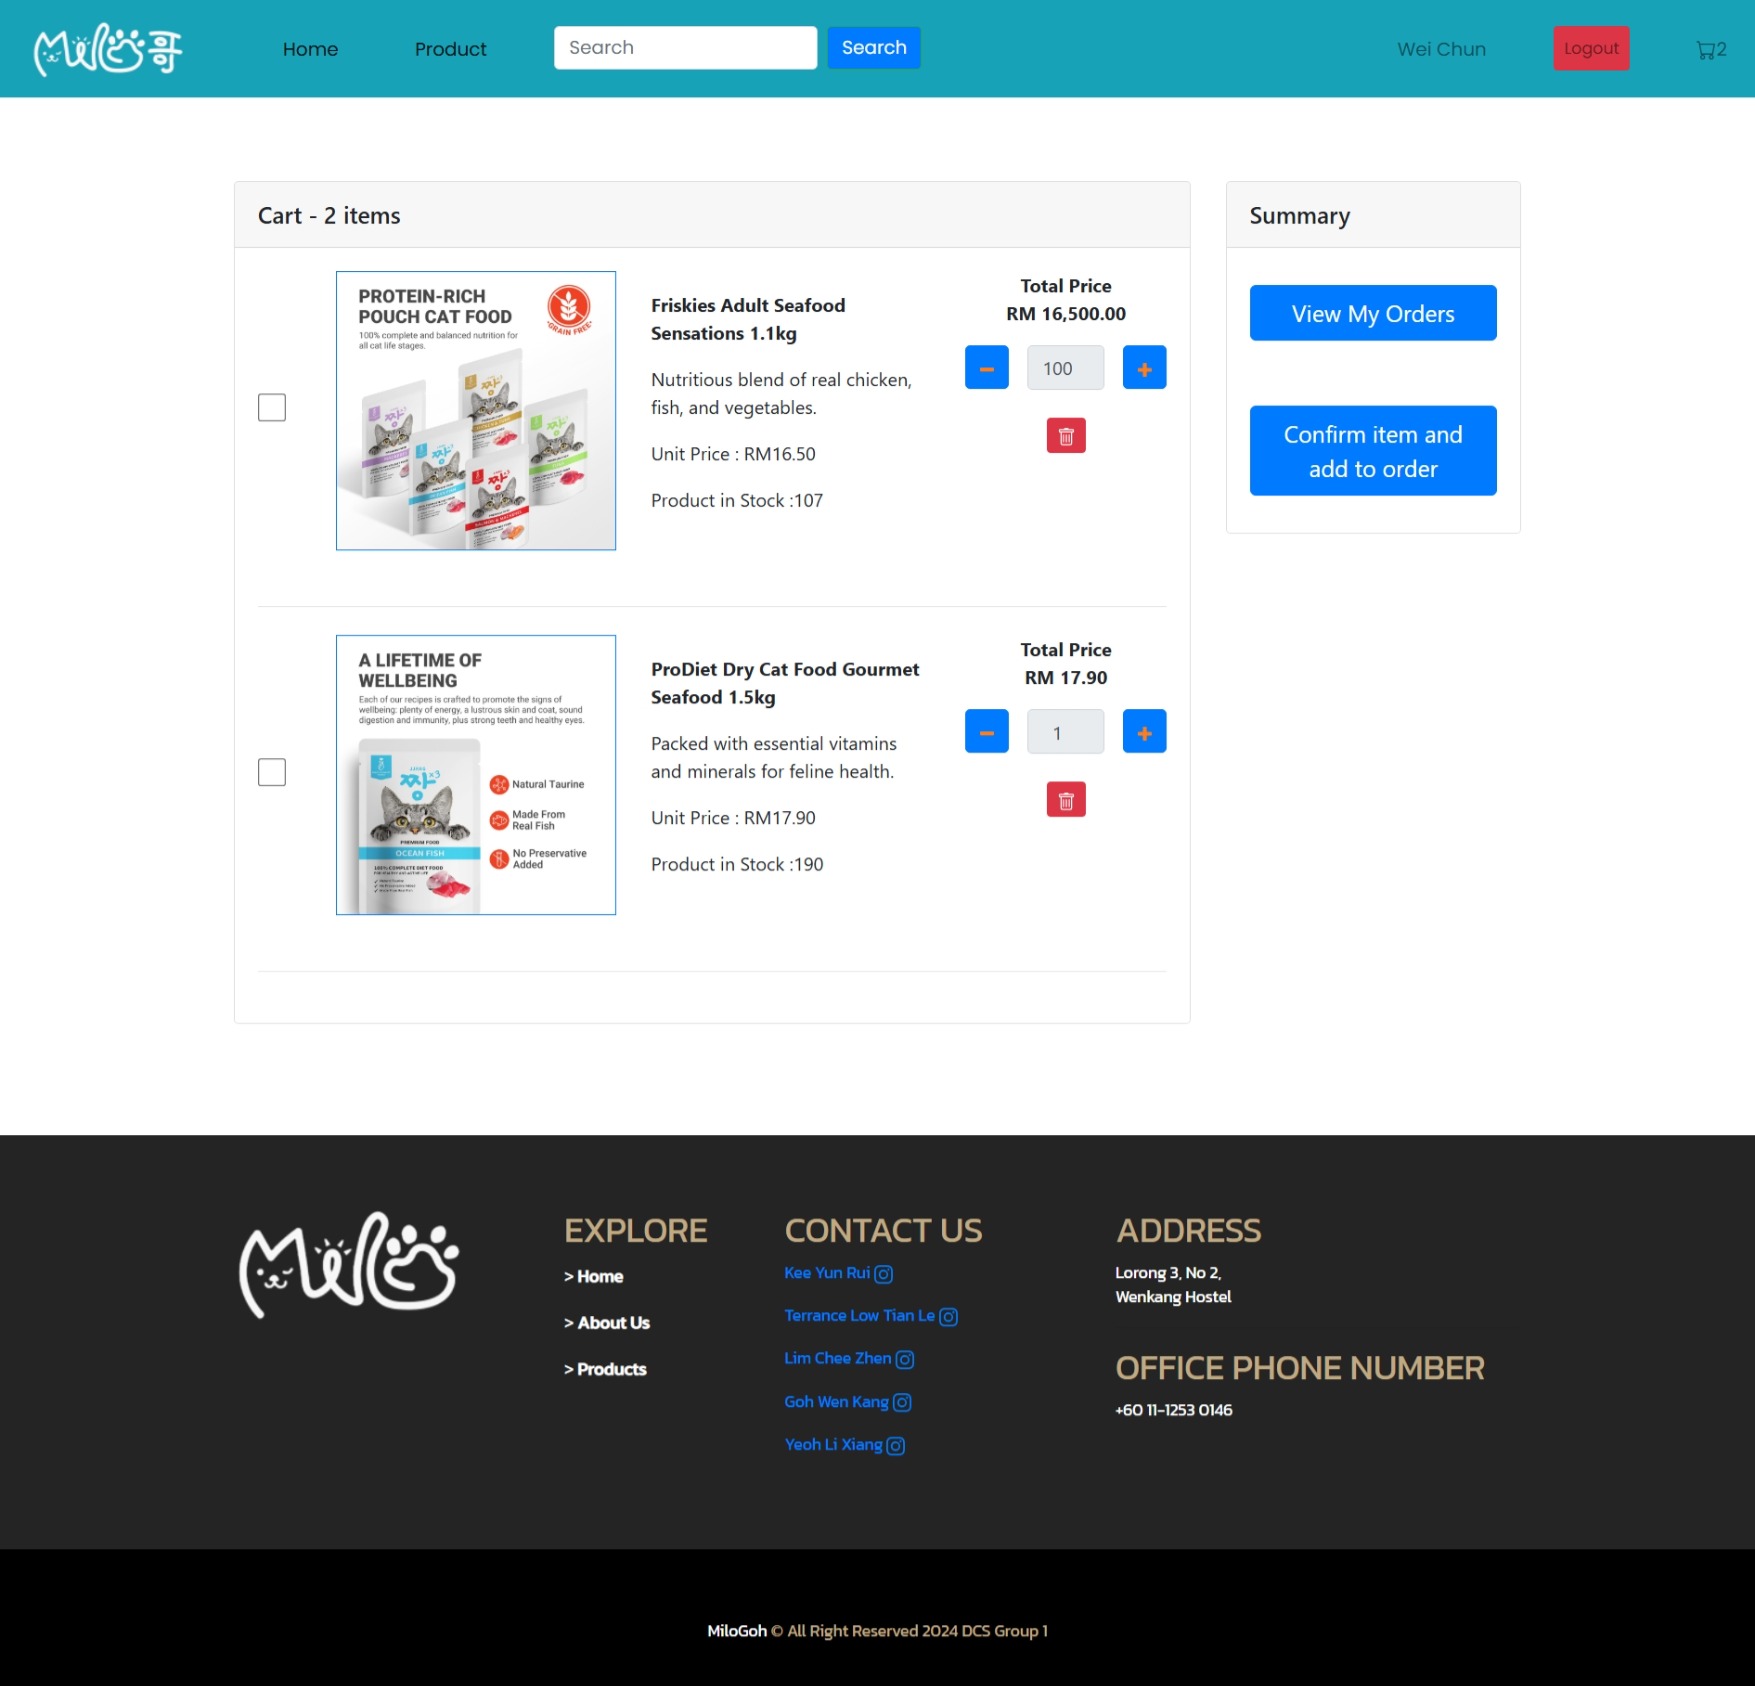 Milo哥
Home
Product
Search
Search
Wei Chun
Logout
2
Cart - 2 items
Summary
PROTEIN-RICH
POUCH CAT FOOD
100% complete and balanced nutrition for
all cat life stages.
GRAIN FREE
Friskies Adult Seafood
Sensations 1.1kg
Nutritious blend of real chicken,
fish, and vegetables.
Unit Price : RM16.50
Product in Stock :107
Total Price
RM 16,500.00
100
View My Orders
Confirm item and
add to order
A LIFETIME OF
WELLBEING
Each of our recipes is crafted to promote the signs of
wellbeing: plenty of energy, a lustrous skin and coat, sound
digestion and immunity, plus strong teeth and healthy eyes.
짱x3
PREMIUM FOOD
OCEAN FISH
100% COMPLETE DIET FOOD
Natural Taurine
Made From
Real Fish
No Preservative
Added
ProDiet Dry Cat Food Gourmet
Seafood 1.5kg
Packed with essential vitamins
and minerals for feline health.
Unit Price : RM17.90
Product in Stock :190
Total Price
RM 17.90
1
Milo
EXPLORE
> Home
> About Us
> Products
CONTACT US
Kee Yun Rui
Terrance Low Tian Le
Lim Chee Zhen
Goh Wen Kang
Yeoh Li Xiang
ADDRESS
Lorong 3, No 2,
Wenkang Hostel
OFFICE PHONE NUMBER
+60 11-1253 0146
MiloGoh © All Right Reserved 2024 DCS Group 1